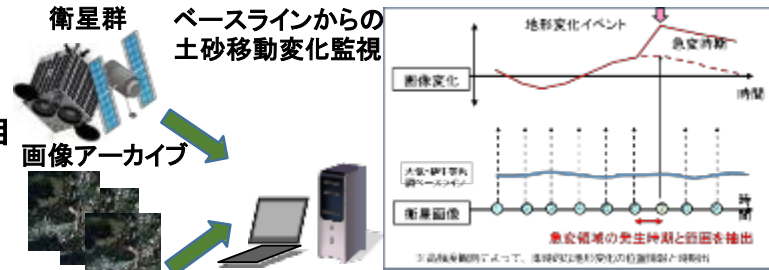 衛星群
ベースラインからの
土砂移動変化監視
画像アーカイブ
地形変化イベント
急変時期
画像変化
時間
時間
衛星画像
急変領域の発生時期と範囲を抽出